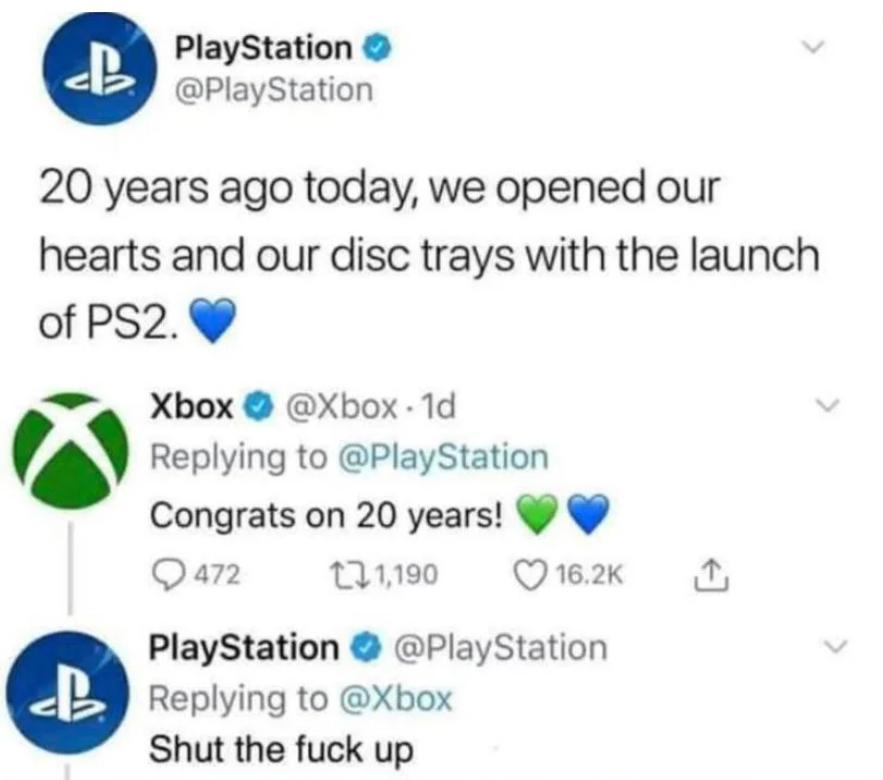 PlayStation
@PlayStation
20 years ago today, we opened our
hearts and our disc trays with the launch
of PS2. 💙
Xbox @Xbox · 1d
Replying to @PlayStation
Congrats on 20 years! 💚💙
472 1,190 16.2K
PlayStation @PlayStation
Replying to @Xbox
Shut the fuck up